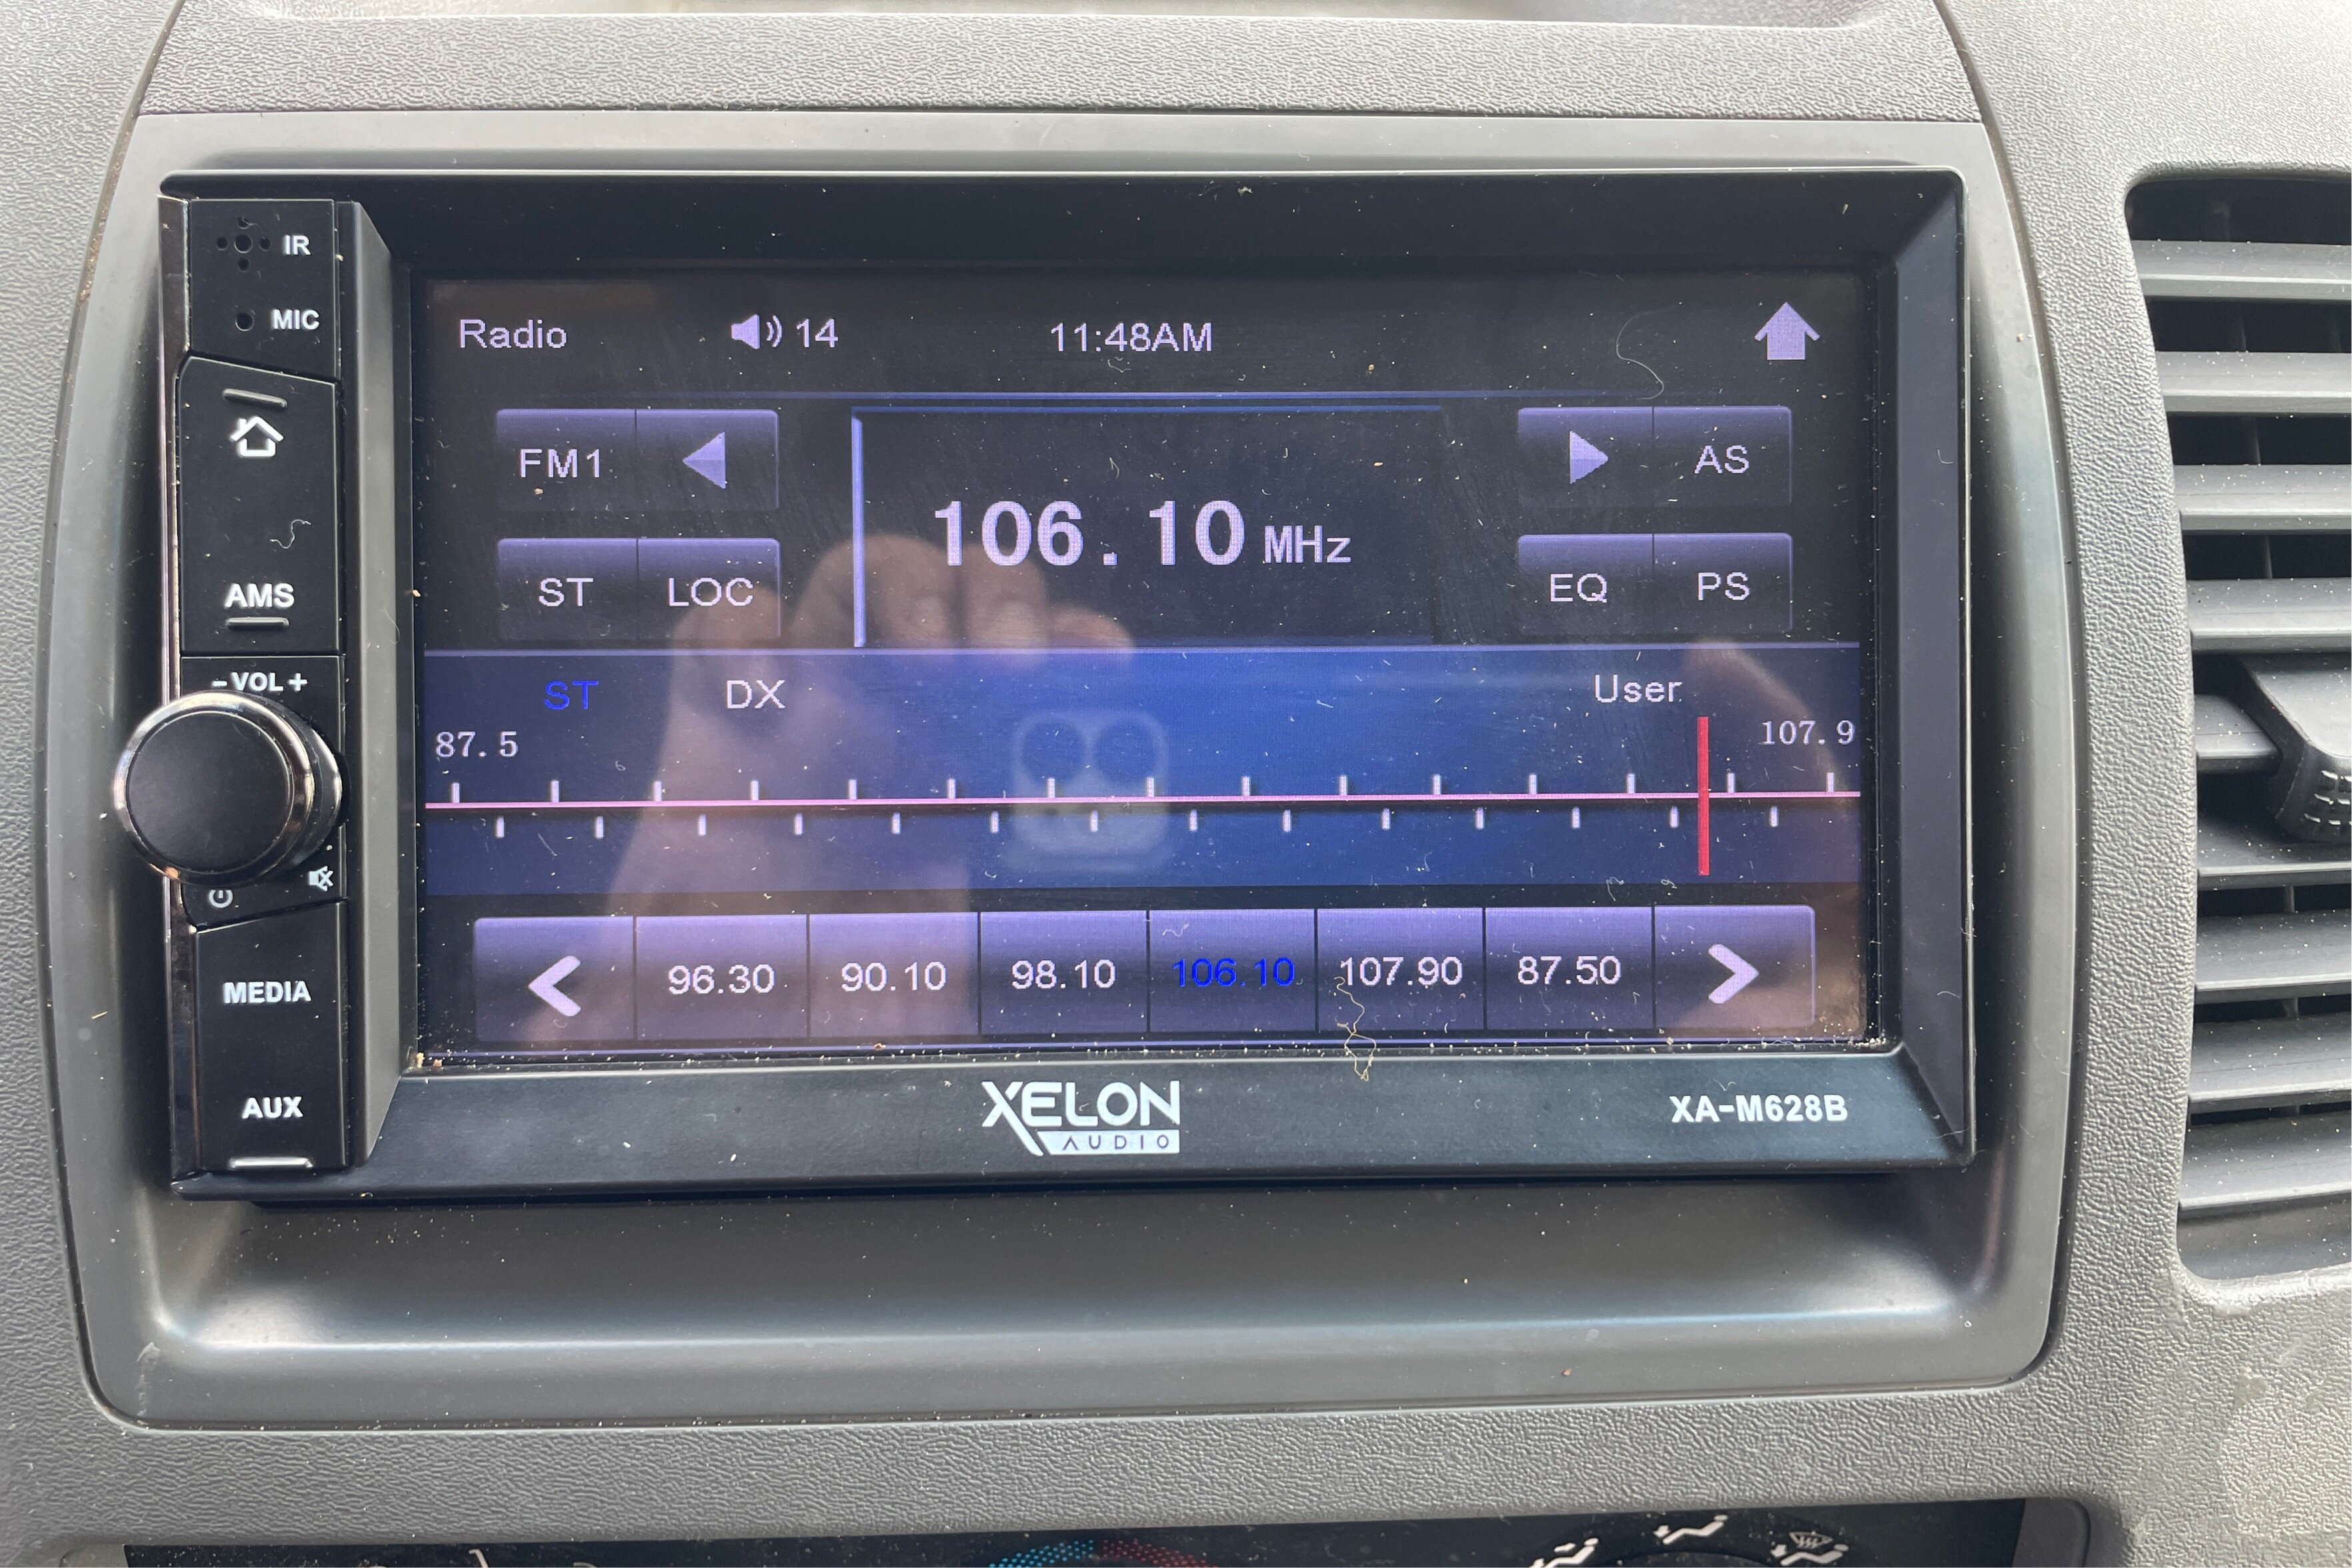 IR
MIC
AMS
- VOL +
MEDIA
AUX
Radio 14 11:48AM
FM1 AS
106.10 MHz
ST LOC EQ PS
ST DX User
87.5 107.9
96.30 90.10 98.10 106.10 107.90 87.50
XELON
AUDIO
XA-M628B